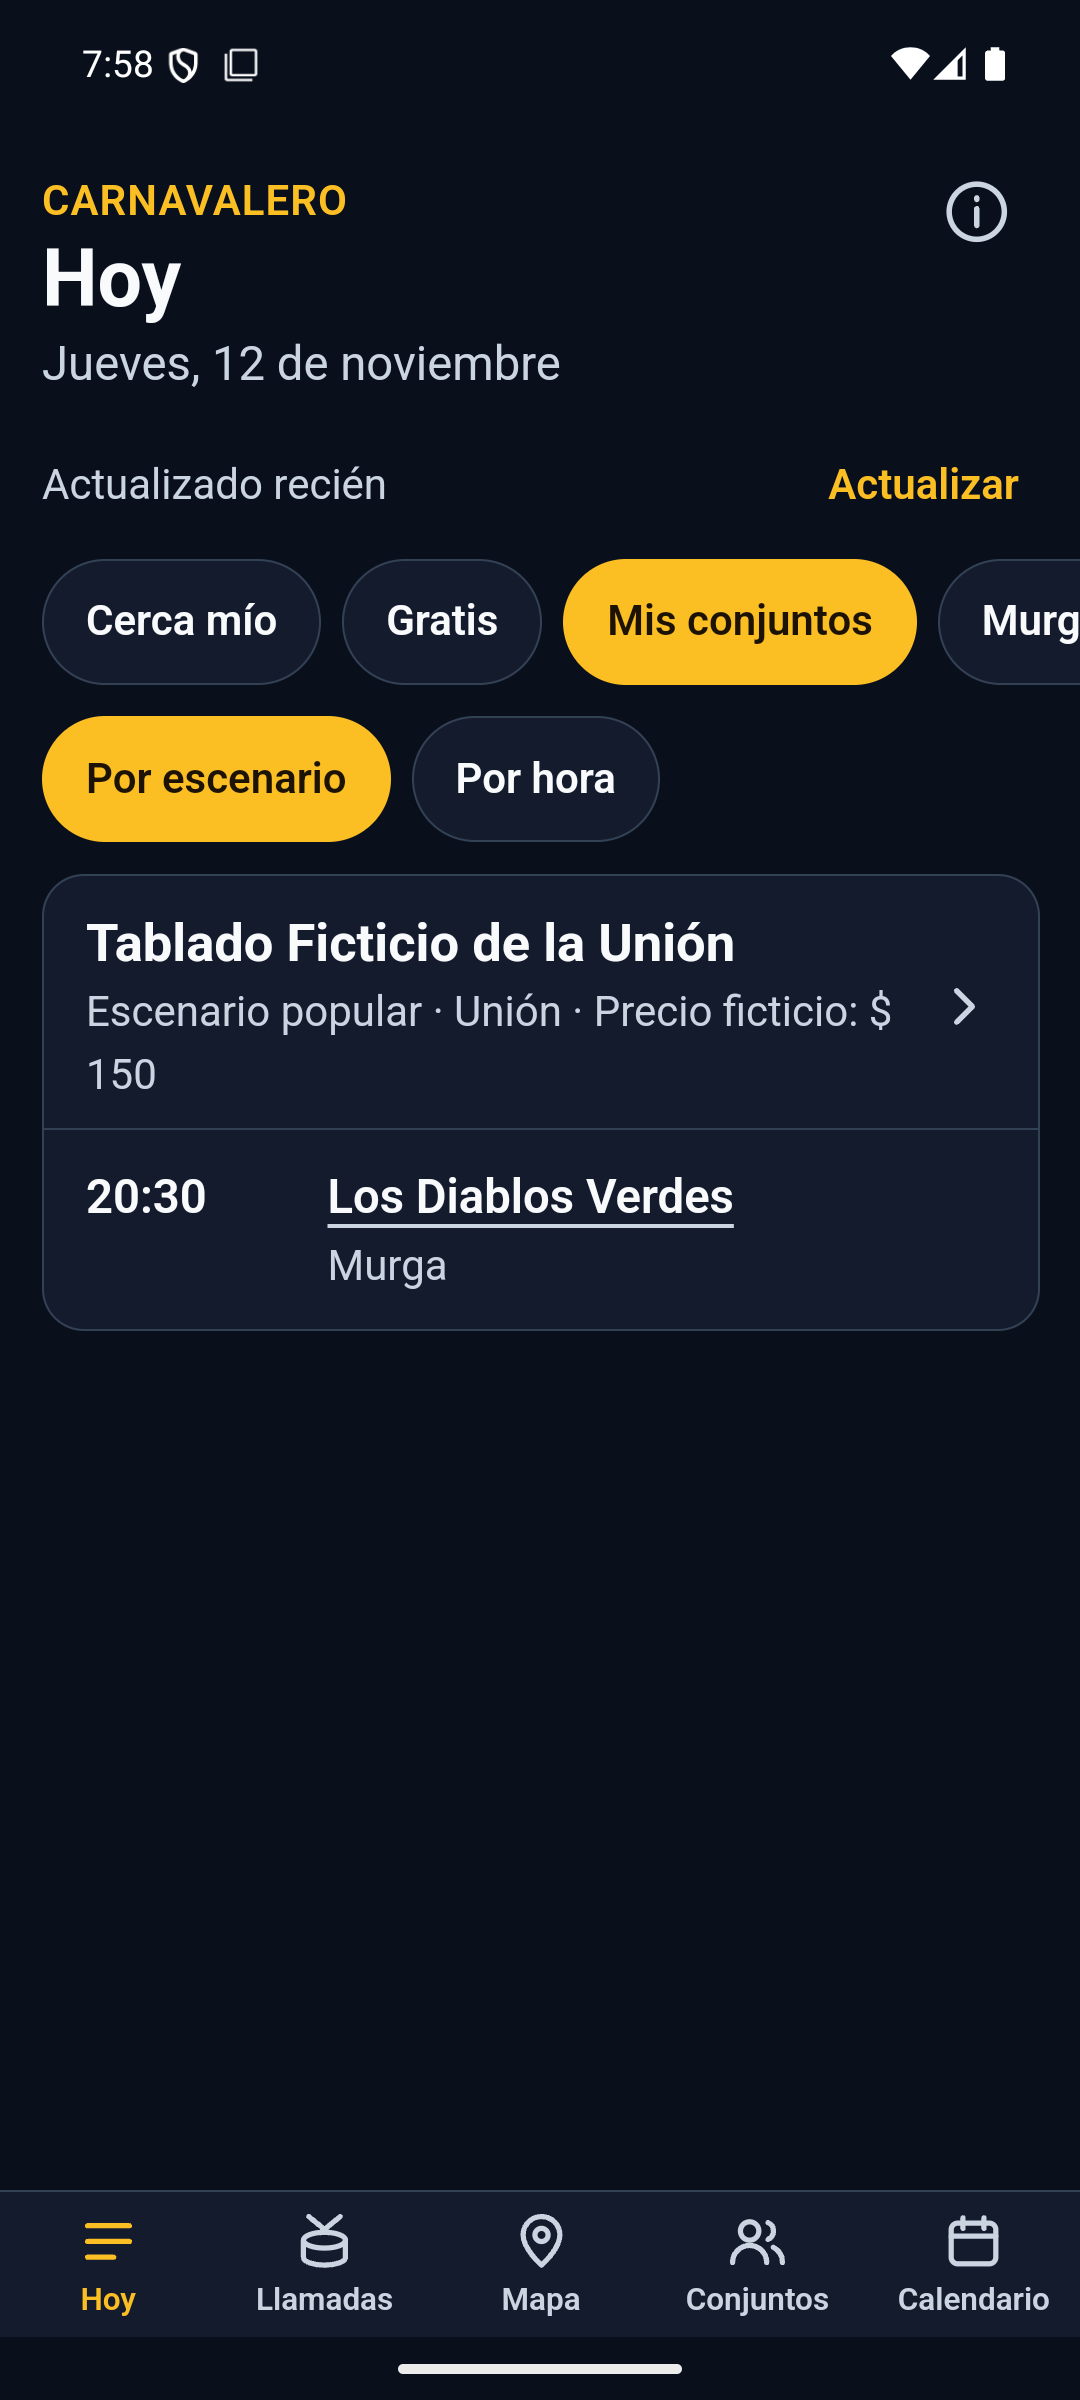 7:58
CARNAVALERO
Hoy
Jueves, 12 de noviembre
Actualizado recién
Actualizar
Cerca mío
Gratis
Mis conjuntos
Murg
Por escenario
Por hora
Tablado Ficticio de la Unión
Escenario popular · Unión · Precio ficticio: $
150
20:30
Los Diablos Verdes
Murga
Hoy
Llamadas
Mapa
Conjuntos
Calendario